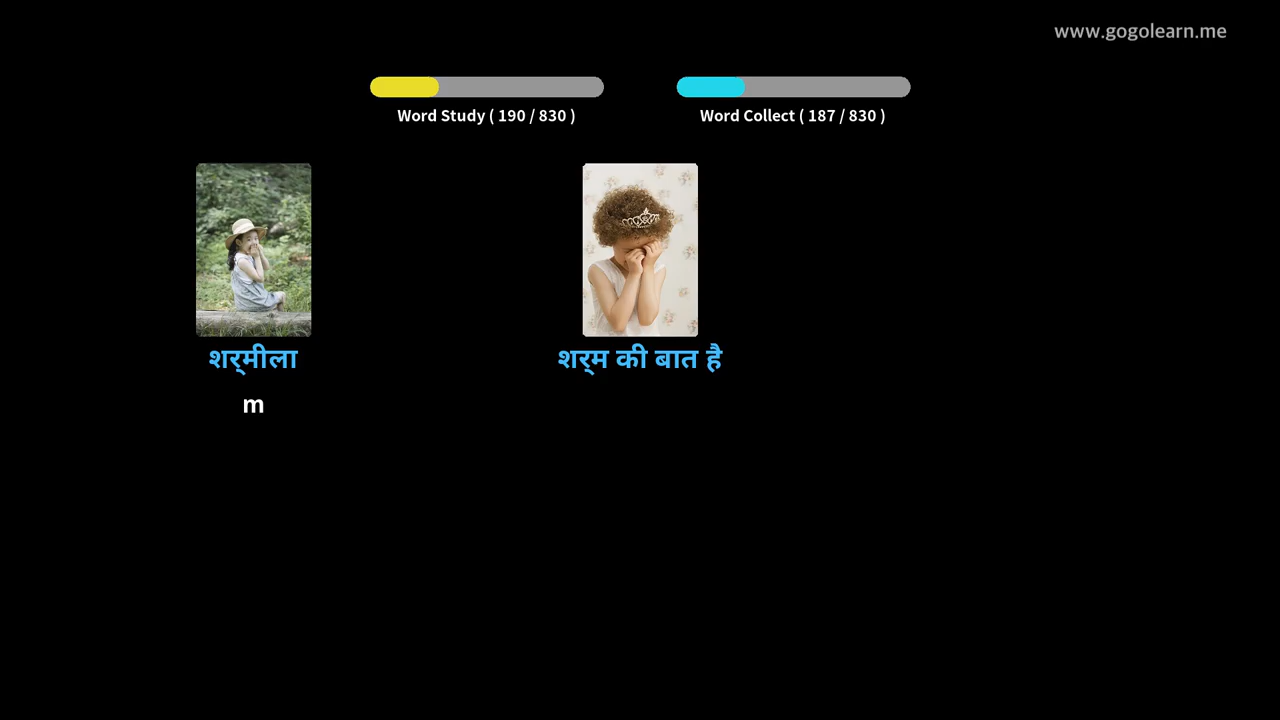 www.gogolearn.me
Word Study ( 190 / 830 )
Word Collect ( 187 / 830 )
शर्‌मीला
शर्‌म की बात है
m